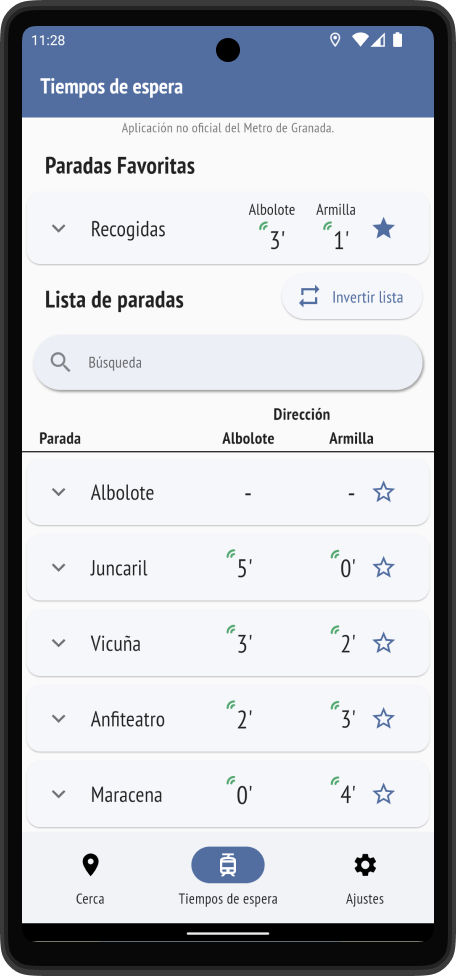 11:28
Tiempos de espera
Aplicación no oficial del Metro de Granada.
Paradas Favoritas
Albolote Armilla
Recogidas 3' 1'
Lista de paradas Invertir lista
Búsqueda
Dirección
Parada Albolote Armilla
Albolote - -
Juncaril 5' 0'
Vicuña 3' 2'
Anfiteatro 2' 3'
Maracena 0' 4'
Cerca Tiempos de espera Ajustes